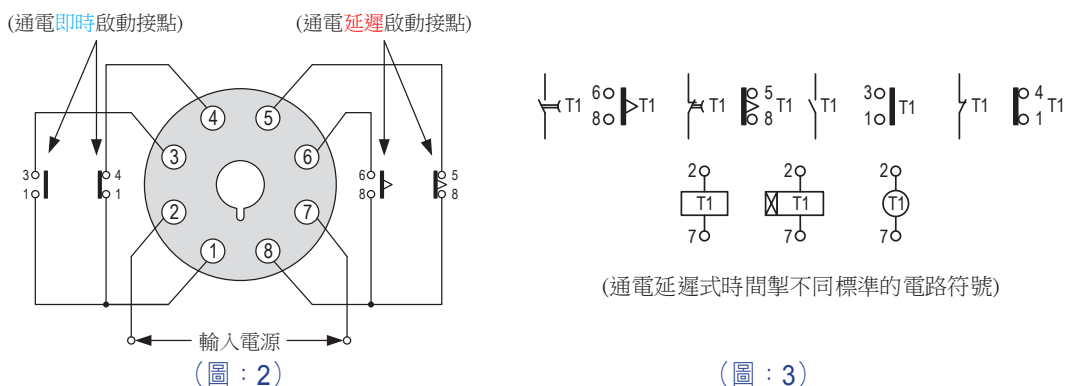 (通電即時啟動接點) (通電延遲啟動接點)
4 5
3 6
2 7
1 8
3 4 6 5
1 1 8 8
輸入電源
(圖：2)
T1 6 8 T1 T1 5 8 T1 T1 3 1 T1 T1 4 1 T1
2 2 2
T1 T1 T1
7 7 7
(通電延遲式時間掣不同標準的電路符號)
(圖：3)